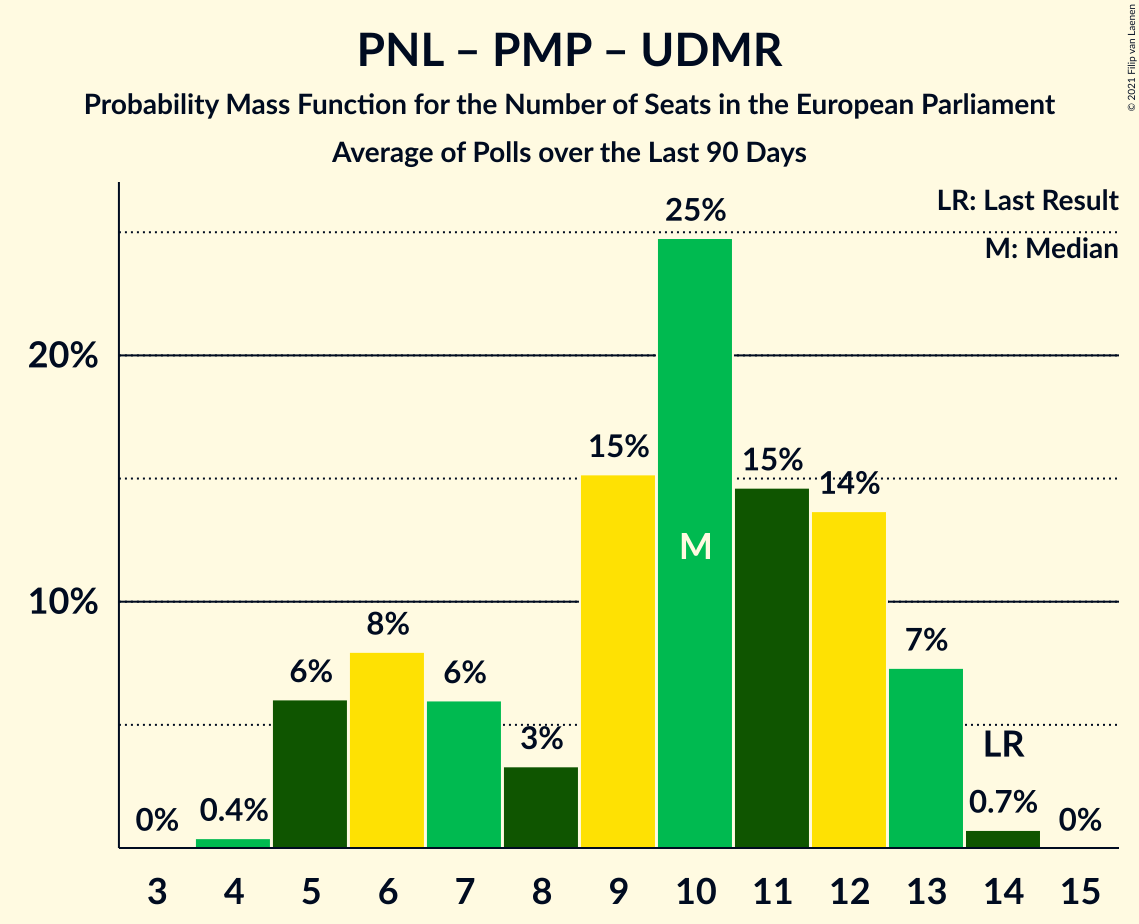 PNL – PMP – UDMR
Probability Mass Function for the Number of Seats in the European Parliament
Average of Polls over the Last 90 Days
© 2021 Filip van Laenen
LR: Last Result
M: Median
25%
20%
15%
15%
14%
M
10%
8%
7%
6%
6%
3%
LR
0%
0.4%
0.7%
0%
3 4 5 6 7 8 9 10 11 12 13 14 15